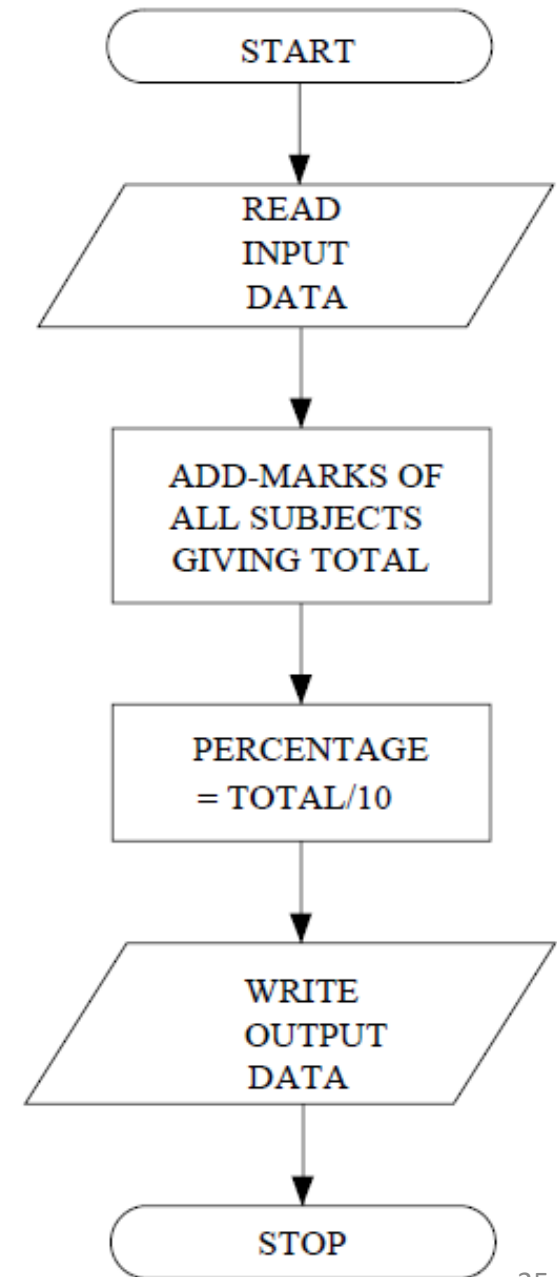 START
READ
INPUT
DATA
ADD-MARKS OF
ALL SUBJECTS
GIVING TOTAL
PERCENTAGE
= TOTAL/10
WRITE
OUTPUT
DATA
STOP